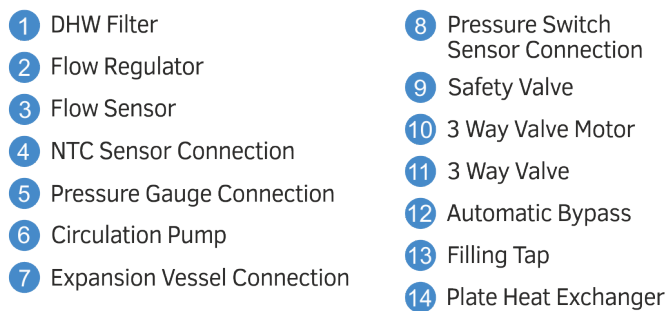 1 DHW Filter
2 Flow Regulator
3 Flow Sensor
4 NTC Sensor Connection
5 Pressure Gauge Connection
6 Circulation Pump
7 Expansion Vessel Connection
8 Pressure Switch
Sensor Connection
9 Safety Valve
10 3 Way Valve Motor
11 3 Way Valve
12 Automatic Bypass
13 Filling Tap
14 Plate Heat Exchanger